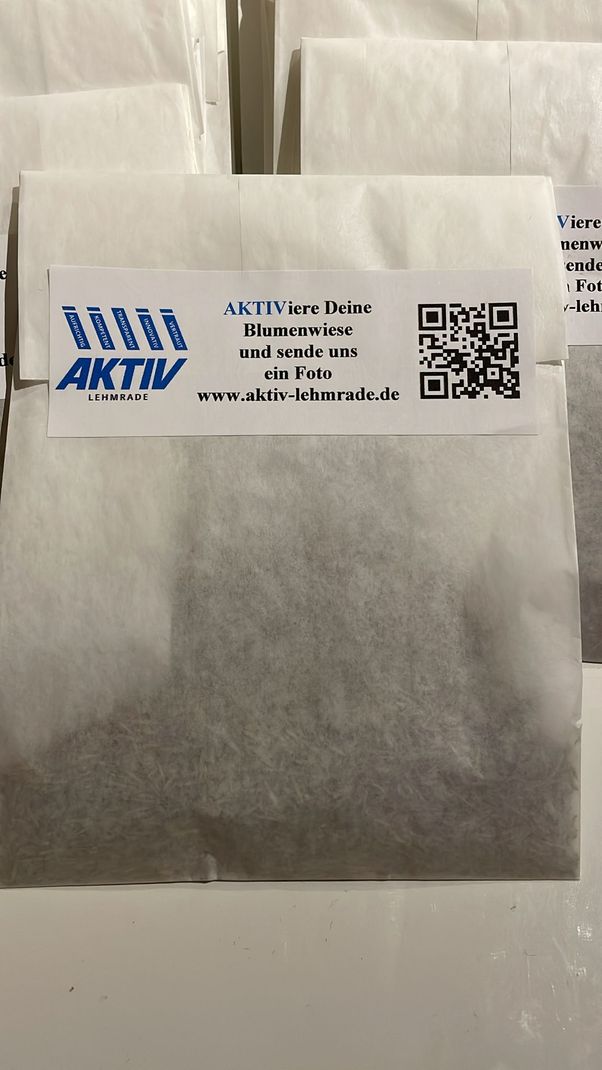 AUFRICHTIG
KOMPETENT
TRANSPARENT
INNOVATIV
VERTRAUT
AKTIV
LEHMRADE
AKTIViere Deine
Blumenwiese
und sende uns
ein Foto
www.aktiv-lehmrade.de
Viere